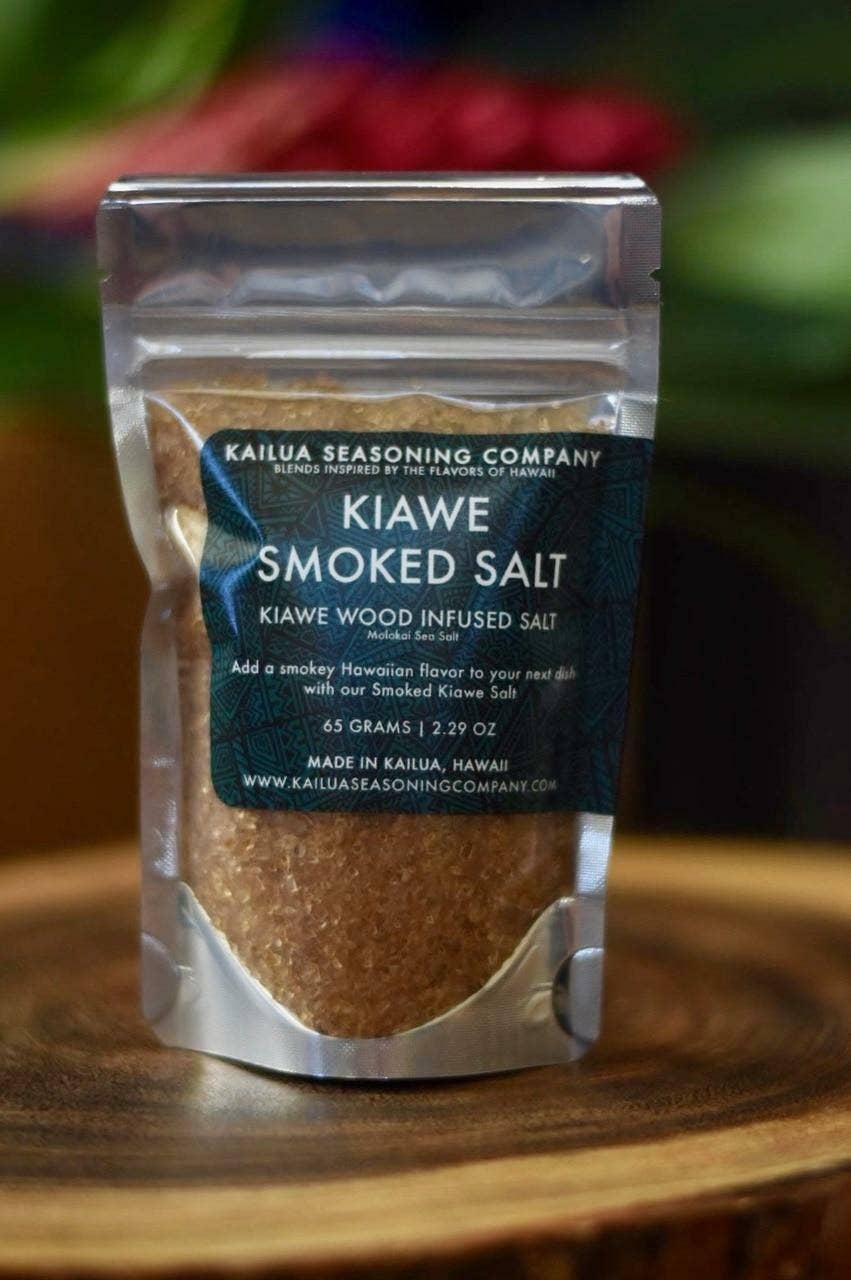 KAILUA SEASONING COMPANY
BLENDS INSPIRED BY THE FLAVORS OF HAWAII
KIAWE
SMOKED SALT
KIAWE WOOD INFUSED SALT
Molokai Sea Salt
Add a smokey Hawaiian flavor to your next dish
with our Smoked Kiawe Salt
65 GRAMS | 2.29 OZ
MADE IN KAILUA, HAWAII
WWW.KAILUASEASONINGCOMPANY.COM